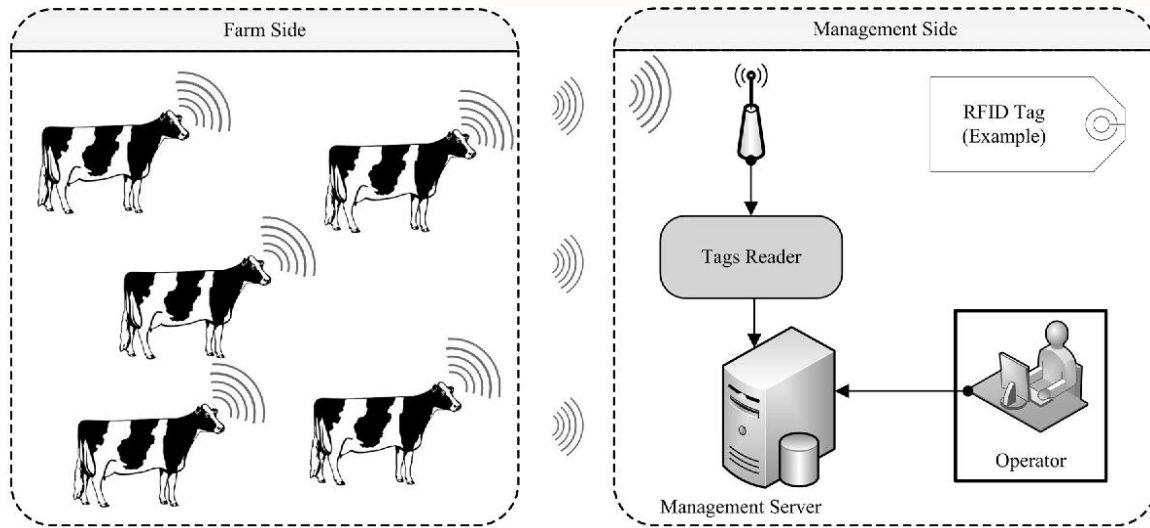 Farm Side
Management Side
RFID Tag
(Example)
Tags Reader
Operator
Management Server